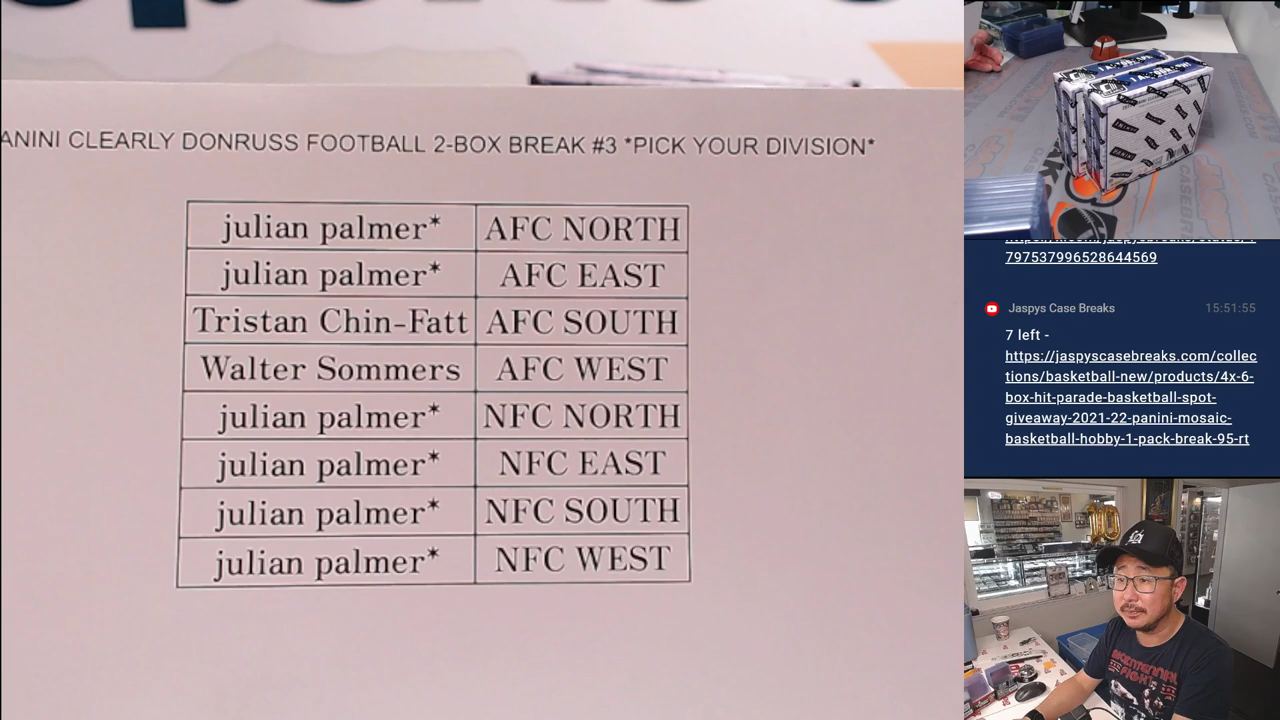 ANINI CLEARLY DONRUSS FOOTBALL 2-BOX BREAK #3 *PICK YOUR DIVISION*
julian palmer* AFC NORTH
julian palmer* AFC EAST
Tristan Chin-Fatt AFC SOUTH
Walter Sommers AFC WEST
julian palmer* NFC NORTH
julian palmer* NFC EAST
julian palmer* NFC SOUTH
julian palmer* NFC WEST
797537996528644569
Jaspys Case Breaks 15:51:55
7 left -
https://jaspyscasebreaks.com/collec
tions/basketball-new/products/4x-6-
box-hit-parade-basketball-spot-
giveaway-2021-22-panini-mosaic-
basketball-hobby-1-pack-break-95-rt